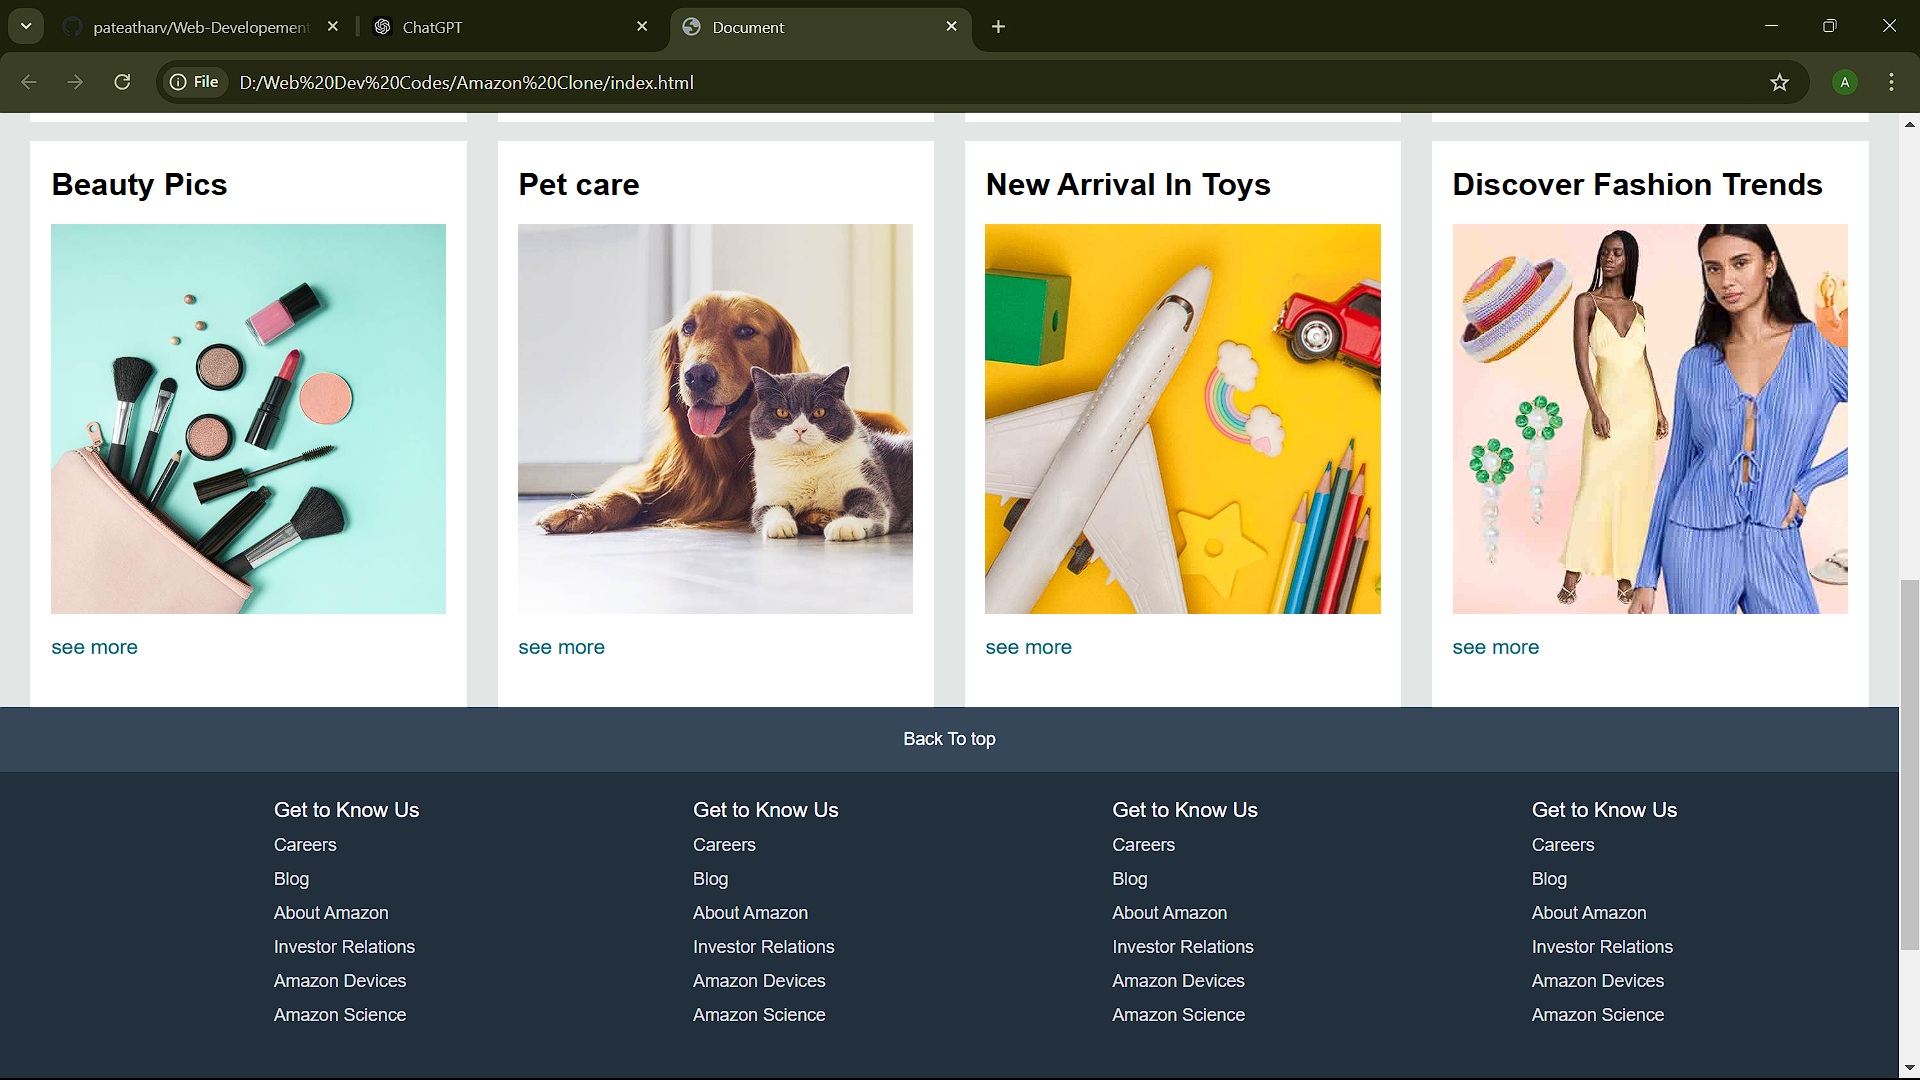 pateatharv/Web-Developement
ChatGPT
Document
File
D:/Web%20Dev%20Codes/Amazon%20Clone/index.html
A
Beauty Pics
Pet care
New Arrival In Toys
Discover Fashion Trends
see more
see more
see more
see more
Back To top
Get to Know Us
Careers
Blog
About Amazon
Investor Relations
Amazon Devices
Amazon Science
Get to Know Us
Careers
Blog
About Amazon
Investor Relations
Amazon Devices
Amazon Science
Get to Know Us
Careers
Blog
About Amazon
Investor Relations
Amazon Devices
Amazon Science
Get to Know Us
Careers
Blog
About Amazon
Investor Relations
Amazon Devices
Amazon Science